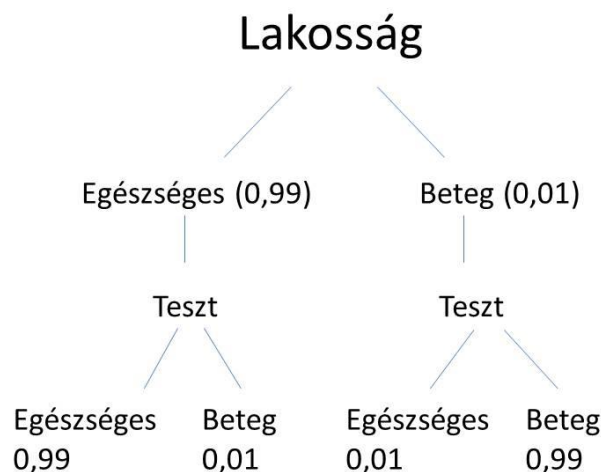 Lakosság
Egészséges (0,99) Beteg (0,01)
Teszt Teszt
Egészséges Beteg Egészséges Beteg
0,99 0,01 0,01 0,99